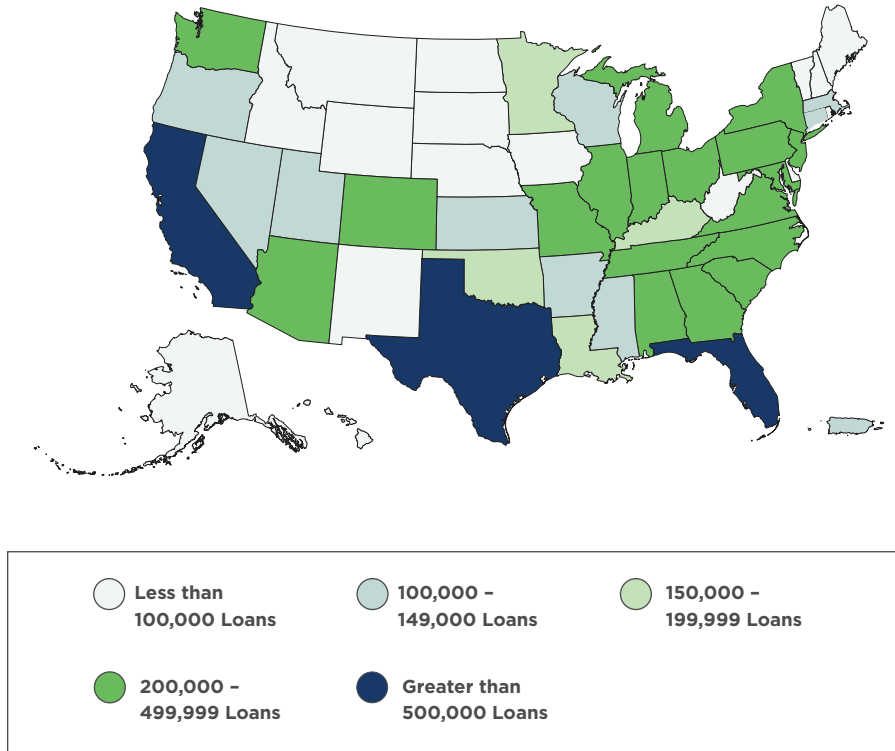 Less than
100,000 Loans
100,000 –
149,000 Loans
150,000 –
199,999 Loans
200,000 –
499,999 Loans
Greater than
500,000 Loans